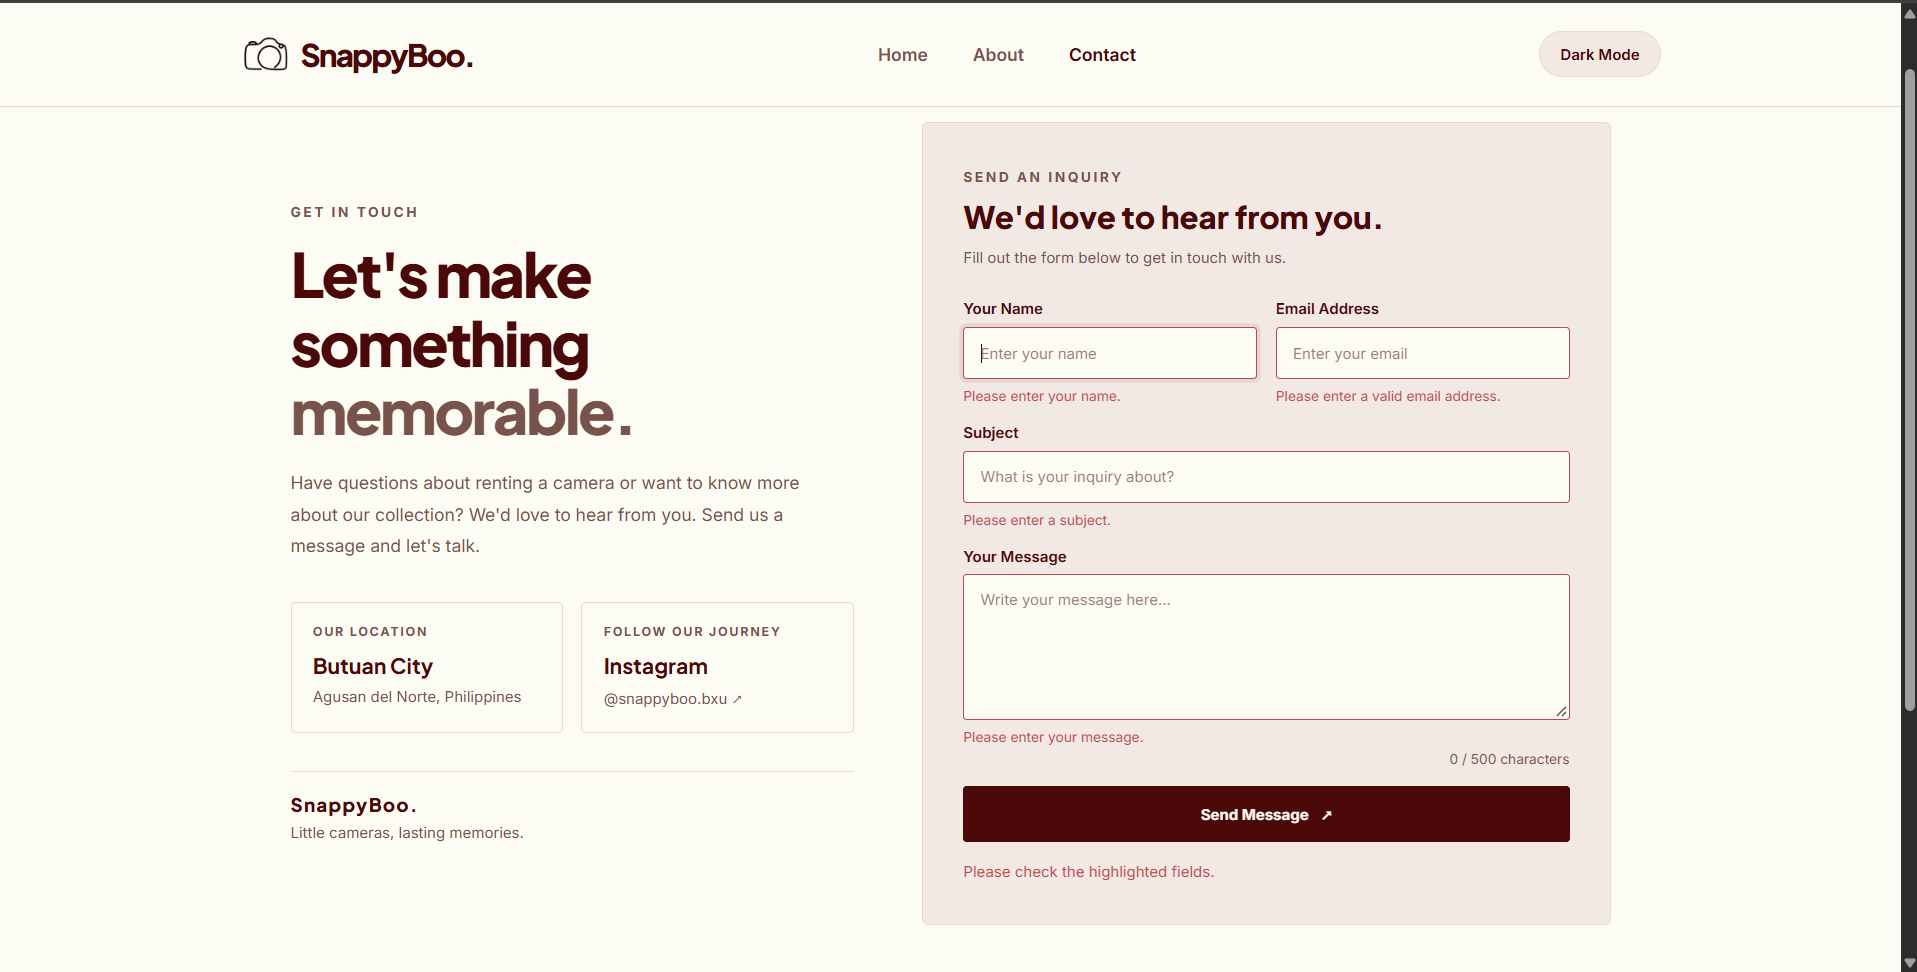 SnappyBoo.
Home
About
Contact
Dark Mode
GET IN TOUCH
Let's make
something
memorable.
Have questions about renting a camera or want to know more
about our collection? We'd love to hear from you. Send us a
message and let's talk.
OUR LOCATION
Butuan City
Agusan del Norte, Philippines
FOLLOW OUR JOURNEY
Instagram
@snappyboo.bxu ↗
SnappyBoo.
Little cameras, lasting memories.
SEND AN INQUIRY
We'd love to hear from you.
Fill out the form below to get in touch with us.
Your Name
Enter your name
Please enter your name.
Email Address
Enter your email
Please enter a valid email address.
Subject
What is your inquiry about?
Please enter a subject.
Your Message
Write your message here...
Please enter your message.
0 / 500 characters
Send Message ↗
Please check the highlighted fields.